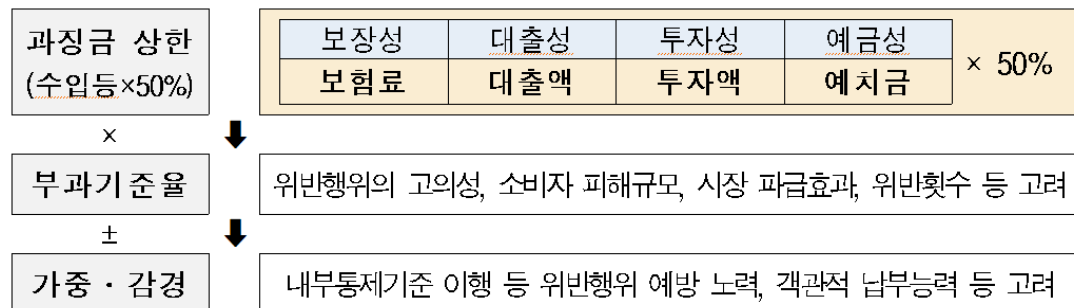 과징금 상한
(수입등×50%)
보장성 대출성 투자성 예금성
보험료 대출액 투자액 예치금
× 50%
×
부과기준율
위반행위의 고의성, 소비자 피해규모, 시장 파급효과, 위반횟수 등 고려
±
가중·감경
내부통제기준 이행 등 위반행위 예방 노력, 객관적 납부능력 등 고려